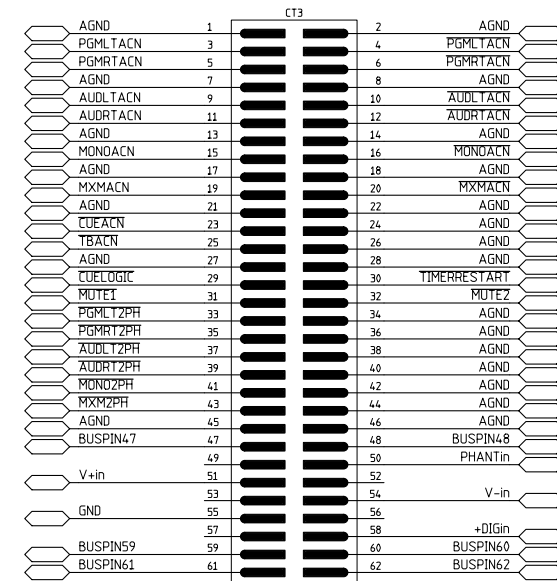 CT3
AGND 1 2 AGND
PGMLTACN 3 4 PGMLTACN
PGMRTACN 5 6 PGMRTACN
AGND 7 8 AGND
AUDLTACN 9 10 AUDLTACN
AUDRTACN 11 12 AUDRTACN
AGND 13 14 AGND
MONOACN 15 16 MONOACN
AGND 17 18 AGND
MXMACN 19 20 MXMACN
AGND 21 22 AGND
CUEACN 23 24 AGND
TBACN 25 26 AGND
AGND 27 28 AGND
CUELOGIC 29 30 TIMERRESTART
MUTE1 31 32 MUTE2
PGMLT2PH 33 34 AGND
PGMRT2PH 35 36 AGND
AUDLT2PH 37 38 AGND
AUDRT2PH 39 40 AGND
MONO2PH 41 42 AGND
MXM2PH 43 44 AGND
AGND 45 46 AGND
BUSPIN47 47 48 BUSPIN48
49 50 PHANTin
V+in 51 52
53 54 V-in
GND 55 56
57 58 +DIGin
BUSPIN59 59 60 BUSPIN60
BUSPIN61 61 62 BUSPIN62